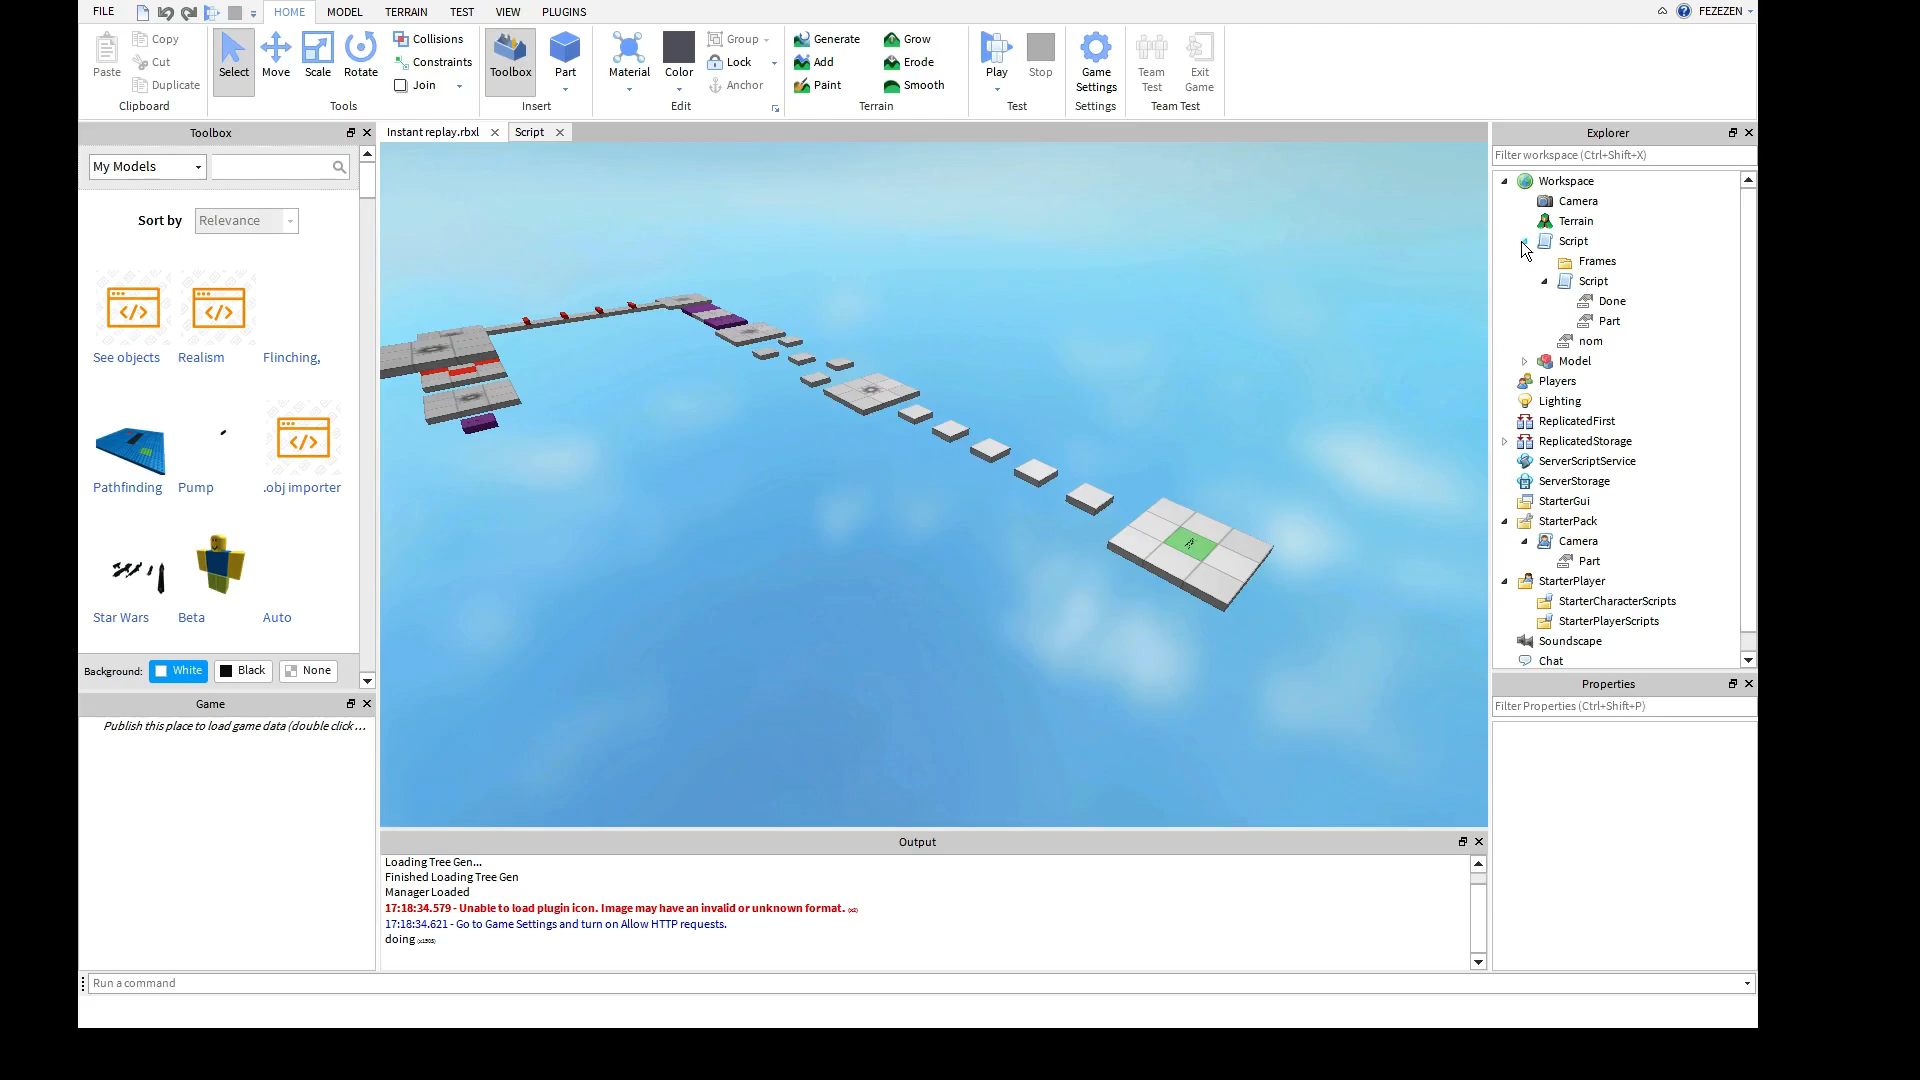 FILE
HOME
MODEL
TERRAIN
TEST
VIEW
PLUGINS
FEZEZEN
Paste
Copy
Cut
Duplicate
Clipboard
Select
Move
Scale
Rotate
Collisions
Constraints
Join
Tools
Toolbox
Part
Insert
Material
Color
Group
Lock
Anchor
Edit
Generate
Add
Paint
Grow
Erode
Smooth
Terrain
Play
Stop
Test
Game
Settings
Settings
Team
Test
Exit
Game
Team Test
Toolbox
My Models
Sort by
Relevance
See objects
Realism
Flinching,
Pathfinding
Pump
.obj importer
Star Wars
Beta
Auto
Background:
White
Black
None
Game
Publish this place to load game data (double click ...
Instant replay.rbxl
Script
Output
Loading Tree Gen...
Finished Loading Tree Gen
Manager Loaded
17:18:34.579 - Unable to load plugin icon. Image may have an invalid or unknown format. (x2)
17:18:34.621 - Go to Game Settings and turn on Allow HTTP requests.
doing
Run a command
Explorer
Filter workspace (Ctrl+Shift+X)
Workspace
Camera
Terrain
Script
Frames
Script
Done
Part
nom
Model
Players
Lighting
ReplicatedFirst
ReplicatedStorage
ServerScriptService
ServerStorage
StarterGui
StarterPack
Camera
Part
StarterPlayer
StarterCharacterScripts
StarterPlayerScripts
Soundscape
Chat
Properties
Filter Properties (Ctrl+Shift+P)